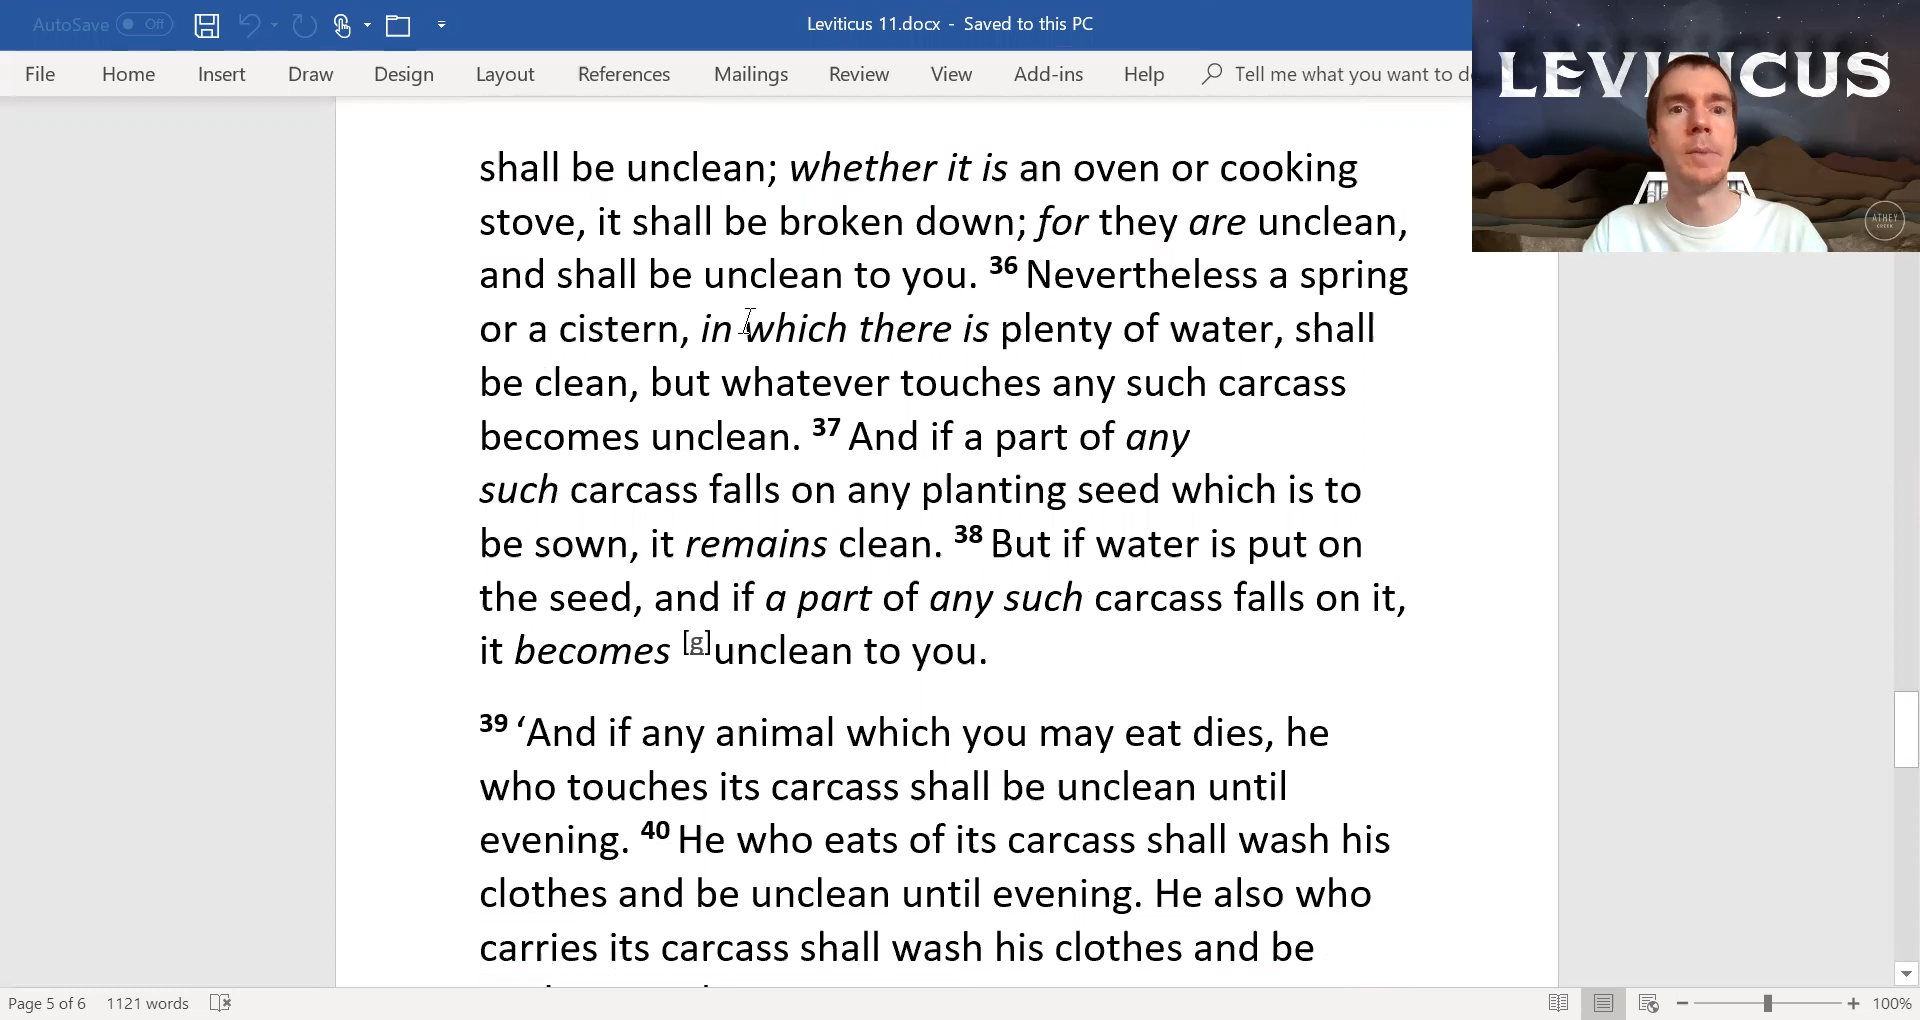 AutoSave Off
Leviticus 11.docx - Saved to this PC
File Home Insert Draw Design Layout References Mailings Review View Add-ins Help Tell me what you want to d
LEVITICUS
ATHEY
CREEK
shall be unclean; whether it is an oven or cooking
stove, it shall be broken down; for they are unclean,
and shall be unclean to you. 36 Nevertheless a spring
or a cistern, in which there is plenty of water, shall
be clean, but whatever touches any such carcass
becomes unclean. 37 And if a part of any
such carcass falls on any planting seed which is to
be sown, it remains clean. 38 But if water is put on
the seed, and if a part of any such carcass falls on it,
it becomes [g]unclean to you.
39 ‘And if any animal which you may eat dies, he
who touches its carcass shall be unclean until
evening. 40 He who eats of its carcass shall wash his
clothes and be unclean until evening. He also who
carries its carcass shall wash his clothes and be
Page 5 of 6 1121 words 100%